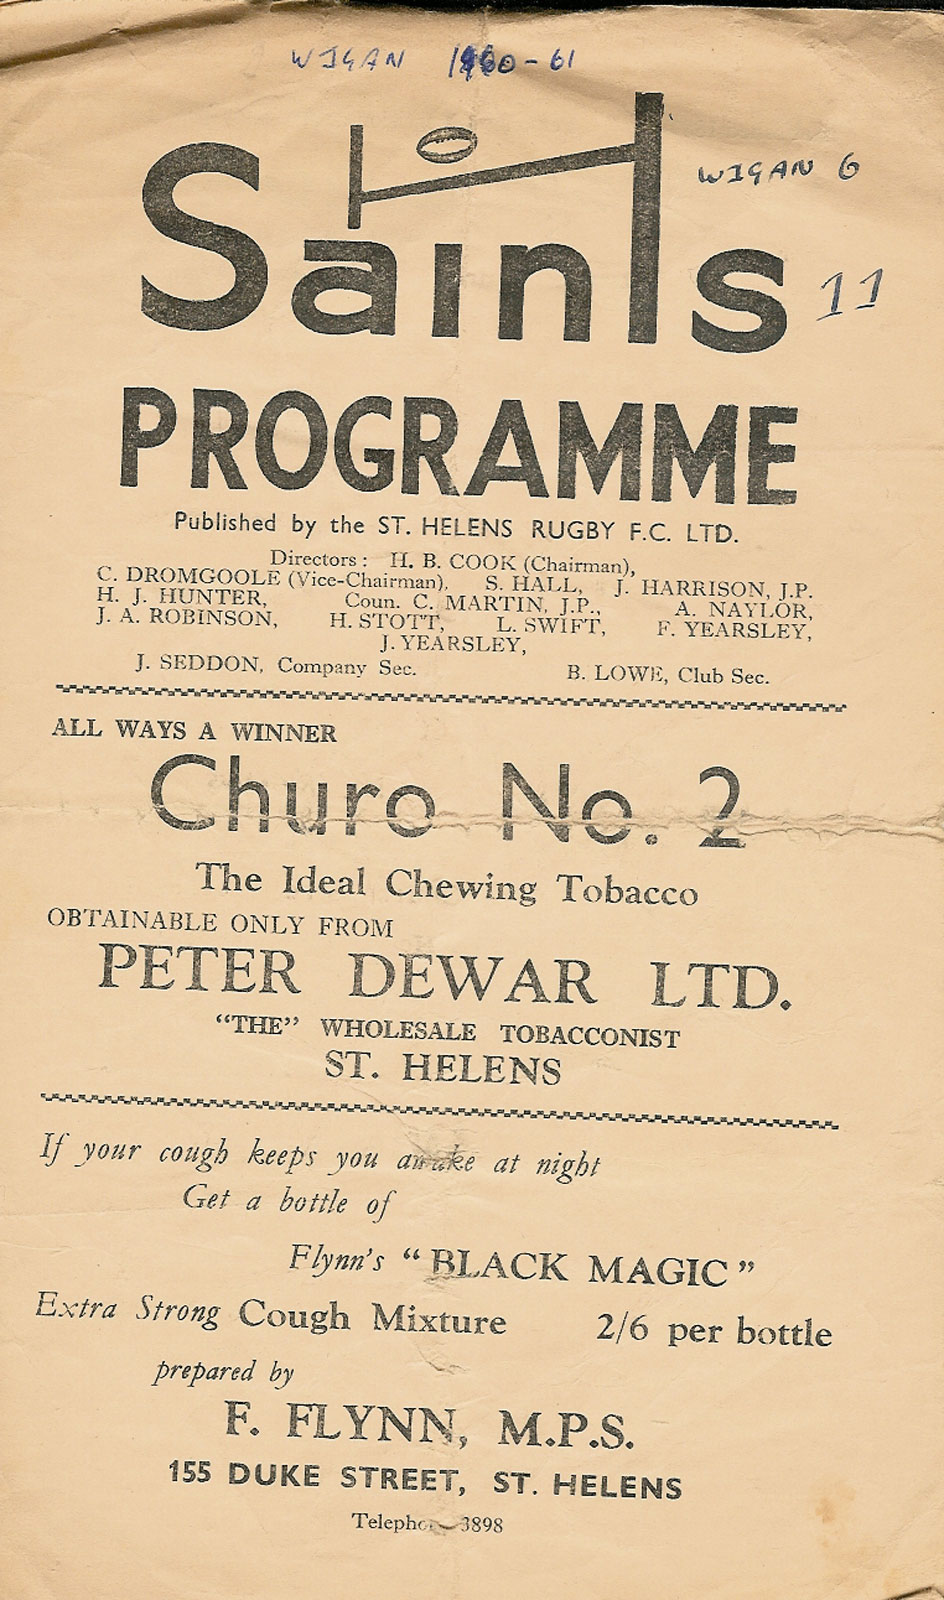 WIGAN 1960-61
Saints
WIGAN 6
11
PROGRAMME
Published by the ST. HELENS RUGBY F.C. LTD.
Directors: H. B. COOK (Chairman),
C. DROMGOOLE (Vice-Chairman), S. HALL, J. HARRISON, J.P.
H. J. HUNTER, Coun. C. MARTIN, J.P., A. NAYLOR,
J. A. ROBINSON, H. STOTT, L. SWIFT, F. YEARSLEY,
J. YEARSLEY,
J. SEDDON, Company Sec. B. LOWE, Club Sec.
ALL WAYS A WINNER
Churo No. 2
The Ideal Chewing Tobacco
OBTAINABLE ONLY FROM
PETER DEWAR LTD.
"THE" WHOLESALE TOBACCONIST
ST. HELENS
If your cough keeps you awake at night
Get a bottle of
Flynn's "BLACK MAGIC"
Extra Strong Cough Mixture 2/6 per bottle
prepared by
F. FLYNN, M.P.S.
155 DUKE STREET, ST. HELENS
Telephone 3898